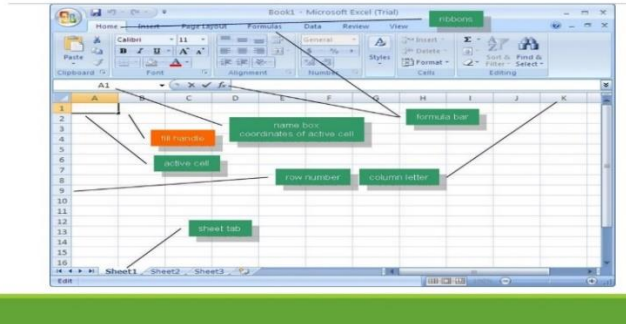 Book1 - Microsoft Excel (Trial)
ribbons
Home Insert Page Layout Formulas Data Review View
Calibri 11 General Insert Σ
Paste B I U A A $ % Styles Delete Sort & Find &
Format Filter Select
Clipboard Font Alignment Number Cells Editing
A1 fx
A B C D E F G H I J K
1
2 formula bar
3 name box
4 fill handle coordinates of active cell
5
6 active cell
7
8 row number column letter
9
10
11
12
13 sheet tab
14
15
16
Sheet1 Sheet2 Sheet3
Edit 100%